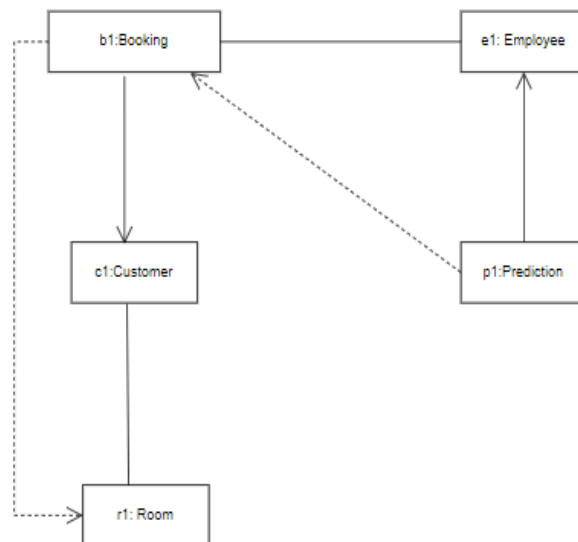 b1:Booking
e1: Employee
c1:Customer
p1:Prediction
r1: Room